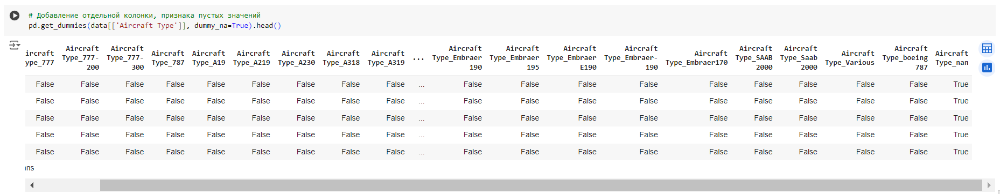 # Добавление отдельной колонки, признака пустых значений
pd.get_dummies(data[['Aircraft Type']], dummy_na=True).head()
ircraft Aircraft Aircraft Aircraft Aircraft Aircraft Aircraft Aircraft Aircraft ... Aircraft Aircraft Aircraft Aircraft Aircraft Aircraft Aircraft Aircraft Aircraft Aircraft
ype_777 Type_777- Type_777- Type_787 Type_A19 Type_A219 Type_A230 Type_A318 Type_A319 Type_Embraer Type_Embraer Type_Embraer Type_Embraer- Type_Embraer170 Type_SAAB Type_Saab Type_Various Type_boeing Type_nan
200 300 190 195 E190 190 2000 2000 787
False False False False False False False False False ... False False False False False False False False False True
False False False False False False False False False ... False False False False False False False False False True
False False False False False False False False False ... False False False False False False False False False True
False False False False False False False False False ... False False False False False False False False False True
False False False False False False False False False ... False False False False False False False False False True
ns